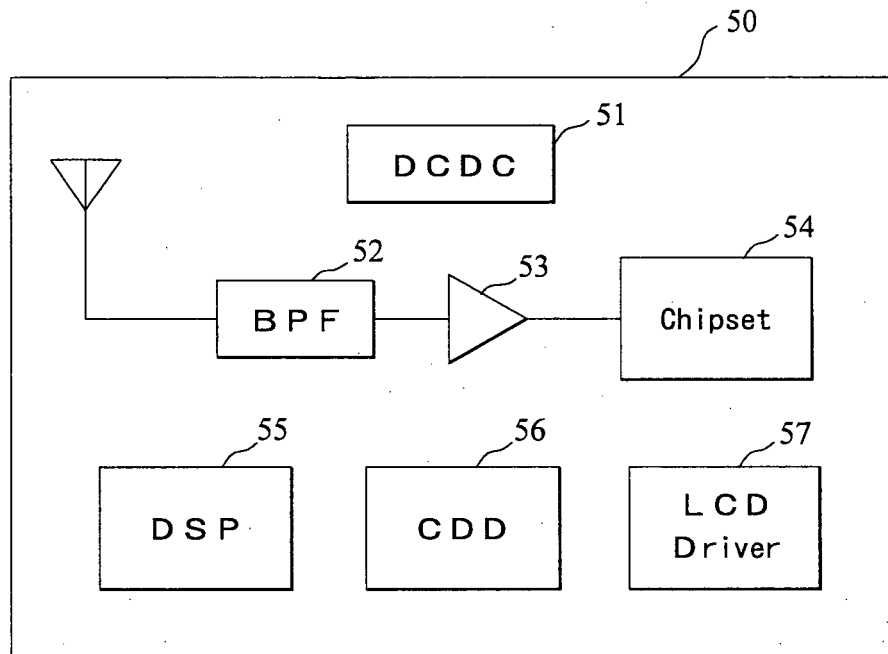 50
51
DCDC
52
53
54
BPF
Chipset
55
56
57
DSP
CDD
LCD
Driver